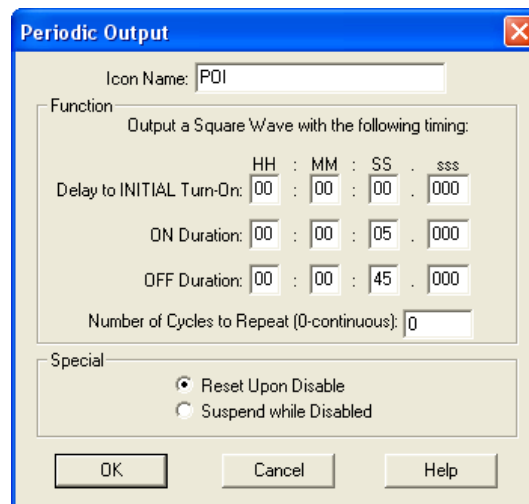 Periodic Output
Icon Name: POI
Function
Output a Square Wave with the following timing:
HH : MM : SS . sss
Delay to INITIAL Turn-On: 00 : 00 : 00 . 000
ON Duration: 00 : 00 : 05 . 000
OFF Duration: 00 : 00 : 45 . 000
Number of Cycles to Repeat (0-continuous): 0
Special
Reset Upon Disable
Suspend while Disabled
OK Cancel Help